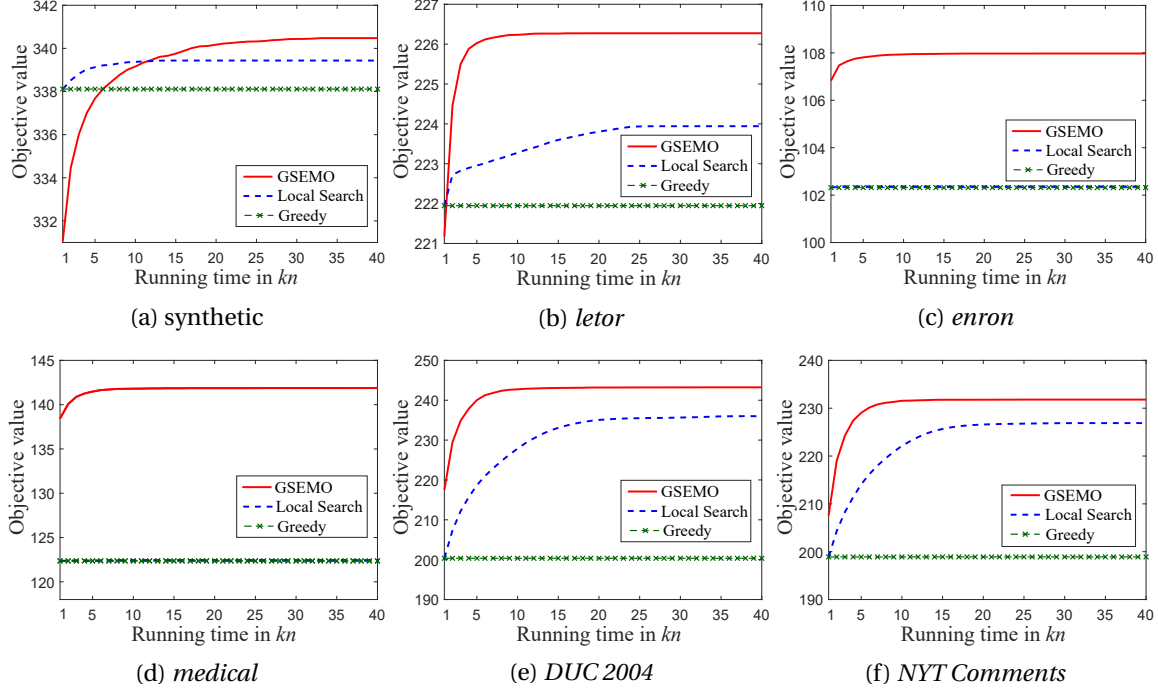 342
340
338
336
334
332
331
Objective value
GSEMO
Local Search
Greedy
1 5 10 15 20 25 30 35 40
Running time in kn
(a) synthetic
227
226
225
224
223
222
221
Objective value
GSEMO
Local Search
Greedy
1 5 10 15 20 25 30 35 40
Running time in kn
(b) letor
110
108
106
104
102
100
Objective value
GSEMO
Local Search
Greedy
1 5 10 15 20 25 30 35 40
Running time in kn
(c) enron
145
140
135
130
125
120
Objective value
GSEMO
Local Search
Greedy
1 5 10 15 20 25 30 35 40
Running time in kn
(d) medical
250
240
230
220
210
200
190
Objective value
GSEMO
Local Search
Greedy
1 5 10 15 20 25 30 35 40
Running time in kn
(e) DUC 2004
240
230
220
210
200
190
Objective value
GSEMO
Local Search
Greedy
1 5 10 15 20 25 30 35 40
Running time in kn
(f) NYT Comments